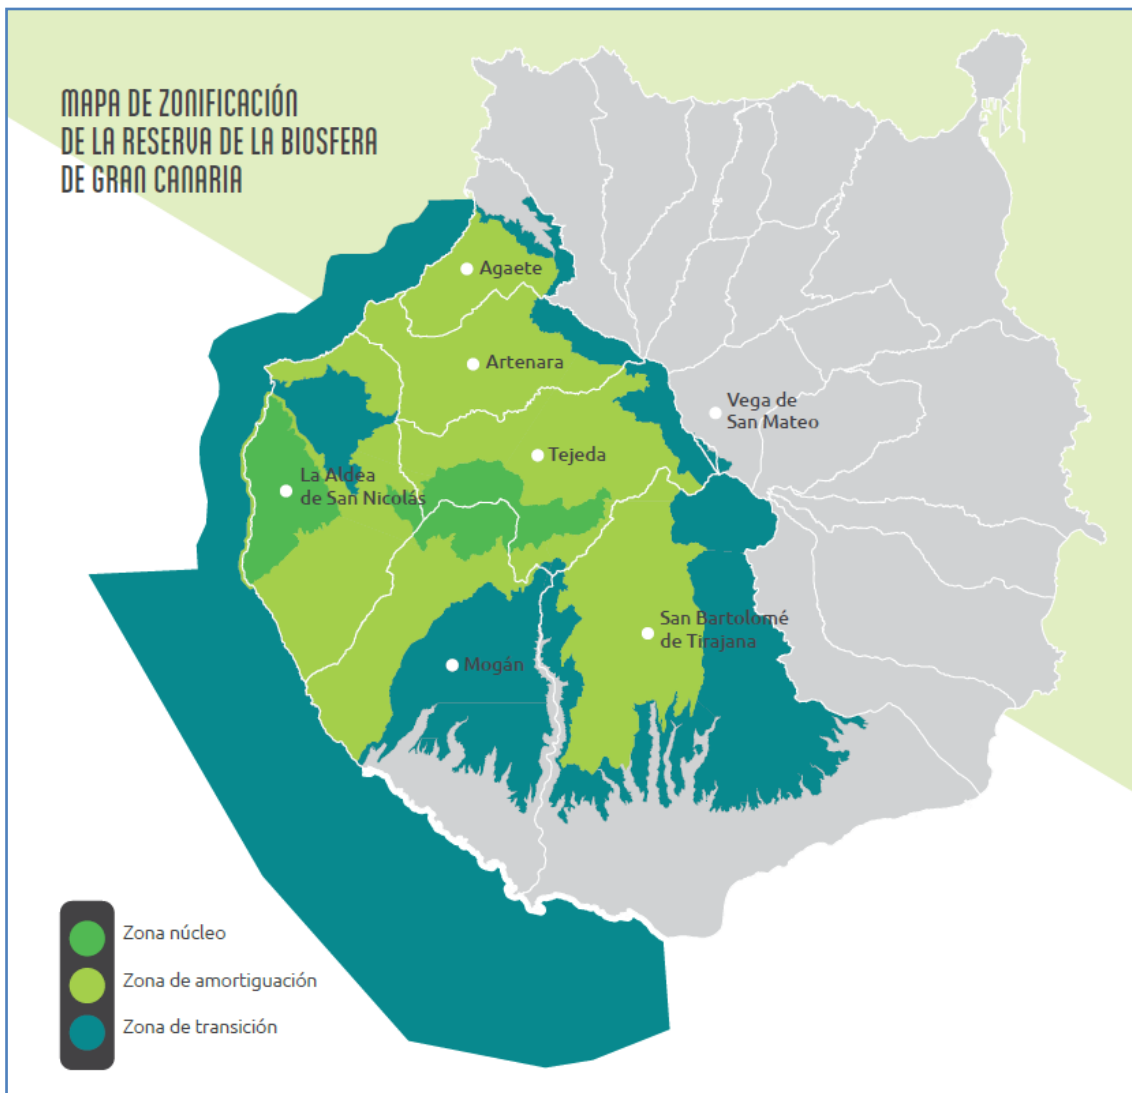 MAPA DE ZONIFICACIÓN
DE LA RESERVA DE LA BIOSFERA
DE GRAN CANARIA
Agaete
Artenara
Vega de
San Mateo
Tejeda
La Aldea
de San Nicolás
San Bartolomé
de Tirajana
Mogán
Zona núcleo
Zona de amortiguación
Zona de transición